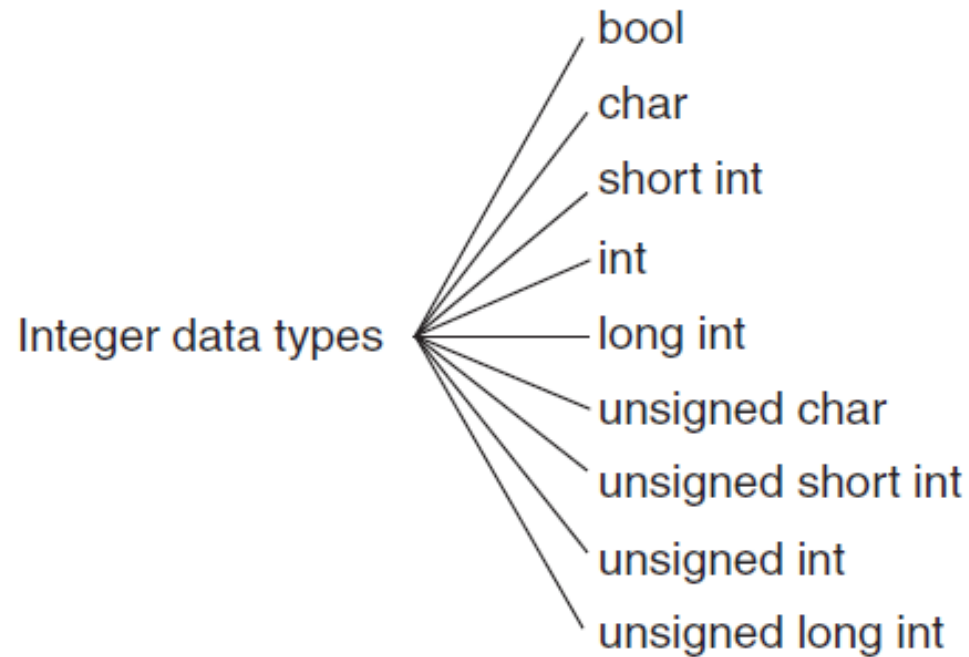 bool
char
short int
int
Integer data types
long int
unsigned char
unsigned short int
unsigned int
unsigned long int